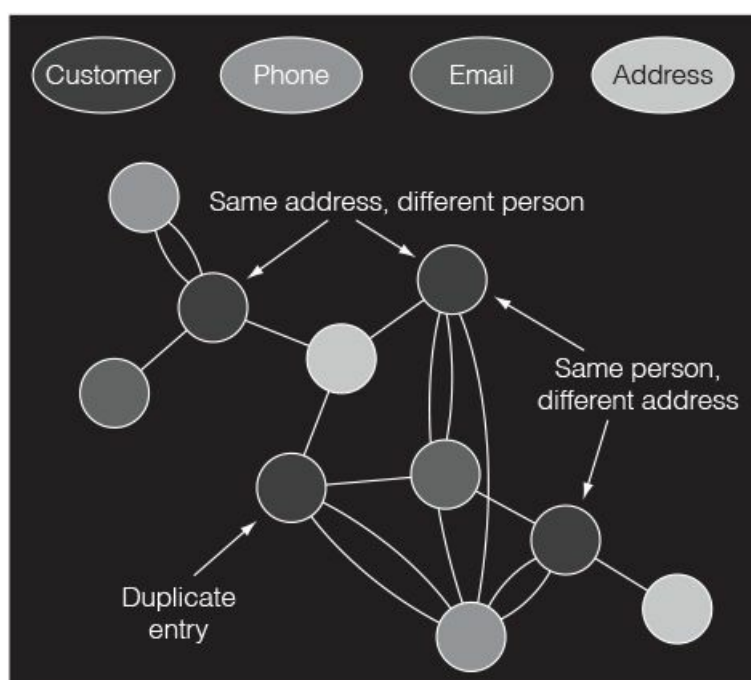 Customer
Phone
Email
Address
Same address, different person
Same person,
different address
Duplicate
entry